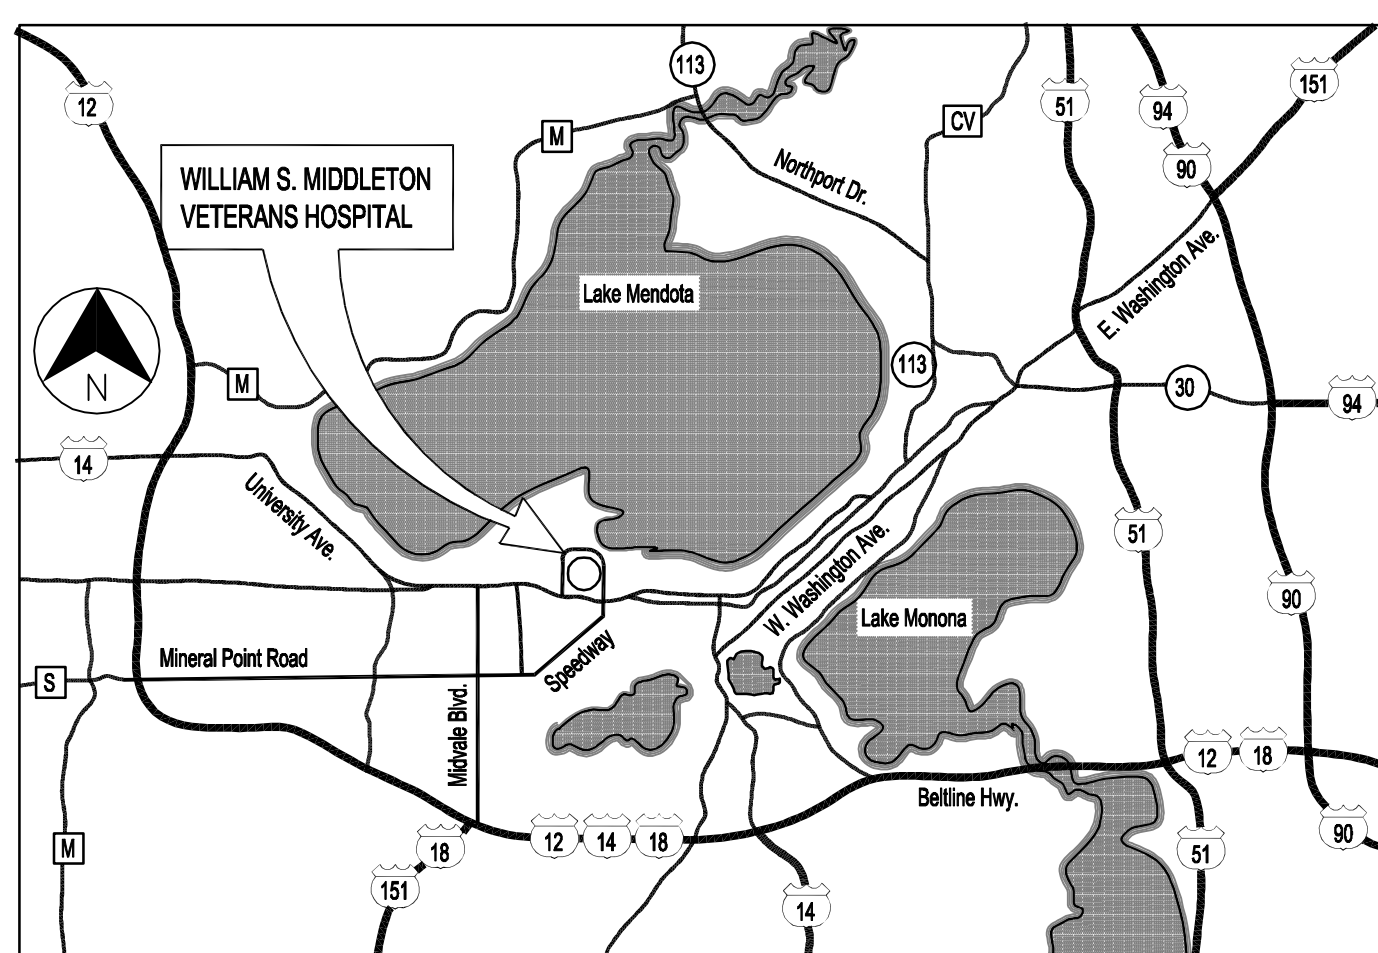 113
151
12
51
94
CV
M
90
Northport Dr.
WILLIAM S. MIDDLETON
VETERANS HOSPITAL
E. Washington Ave.
Lake Mendota
113
N
M
30
94
14
University Ave.
51
W. Washington Ave.
90
Lake Monona
Mineral Point Road
Speedway
S
Midvale Blvd.
12
18
Beltline Hwy.
90
12
14
18
18
M
51
151
14